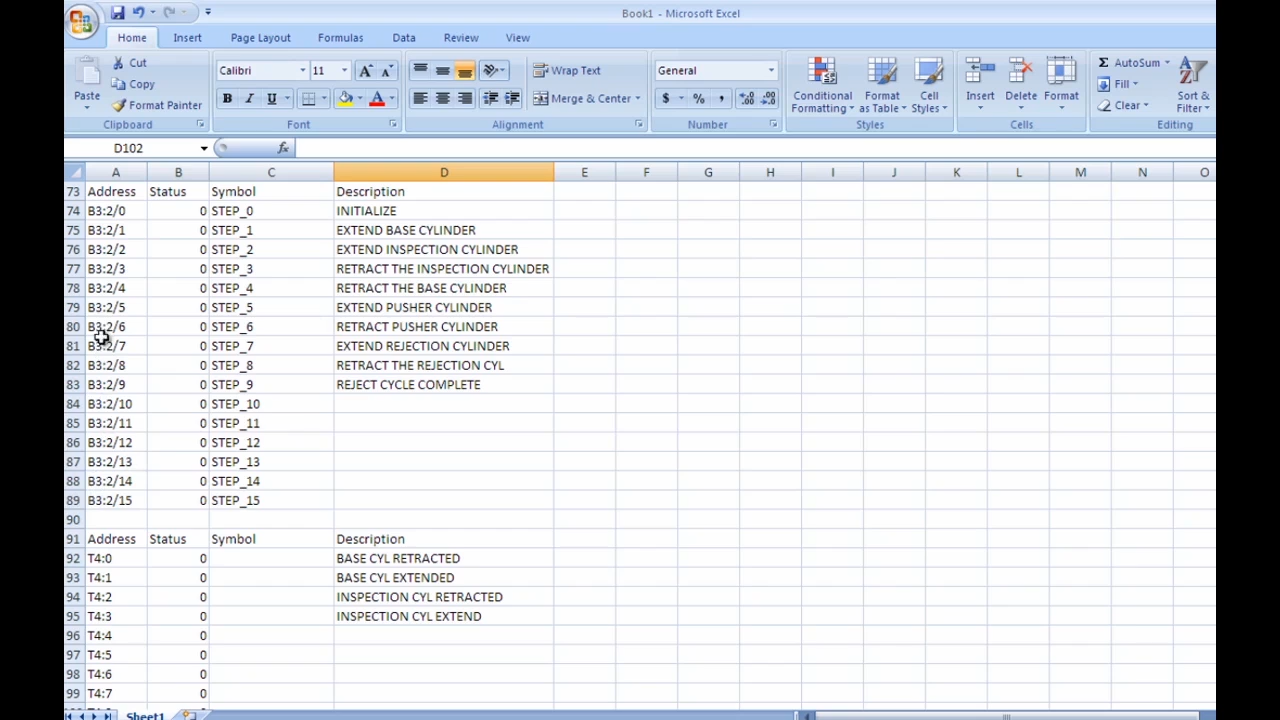 Book1 - Microsoft Excel
Home Insert Page Layout Formulas Data Review View
Paste Cut Copy Format Painter Clipboard
Calibri 11 A A B I U A Font
Wrap Text Merge & Center Alignment
General $ % , Number
Conditional Formatting Format as Table Cell Styles Styles
Insert Delete Format Cells
Σ AutoSum Fill Clear Sort & Filter Editing
D102 fx
A B C D E F G H I J K L M N O
73 Address Status Symbol Description
74 B3:2/0 0 STEP_0 INITIALIZE
75 B3:2/1 0 STEP_1 EXTEND BASE CYLINDER
76 B3:2/2 0 STEP_2 EXTEND INSPECTION CYLINDER
77 B3:2/3 0 STEP_3 RETRACT THE INSPECTION CYLINDER
78 B3:2/4 0 STEP_4 RETRACT THE BASE CYLINDER
79 B3:2/5 0 STEP_5 EXTEND PUSHER CYLINDER
80 B3:2/6 0 STEP_6 RETRACT PUSHER CYLINDER
81 B3:2/7 0 STEP_7 EXTEND REJECTION CYLINDER
82 B3:2/8 0 STEP_8 RETRACT THE REJECTION CYL
83 B3:2/9 0 STEP_9 REJECT CYCLE COMPLETE
84 B3:2/10 0 STEP_10
85 B3:2/11 0 STEP_11
86 B3:2/12 0 STEP_12
87 B3:2/13 0 STEP_13
88 B3:2/14 0 STEP_14
89 B3:2/15 0 STEP_15
90
91 Address Status Symbol Description
92 T4:0 0 BASE CYL RETRACTED
93 T4:1 0 BASE CYL EXTENDED
94 T4:2 0 INSPECTION CYL RETRACTED
95 T4:3 0 INSPECTION CYL EXTEND
96 T4:4 0
97 T4:5 0
98 T4:6 0
99 T4:7 0
Sheet1